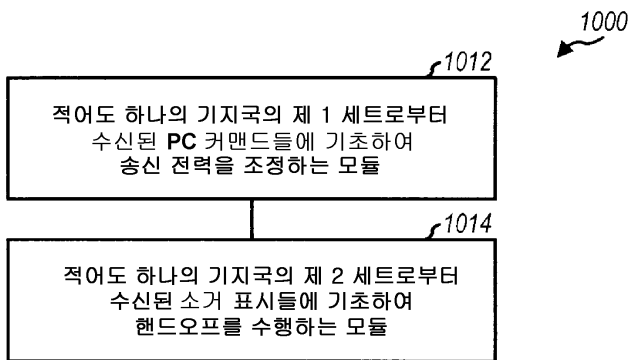 1000
1012
적어도 하나의 기지국의 제 1 세트로부터
수신된 PC 커맨드들에 기초하여
송신 전력을 조정하는 모듈
1014
적어도 하나의 기지국의 제 2 세트로부터
수신된 소거 표시들에 기초하여
핸드오프를 수행하는 모듈